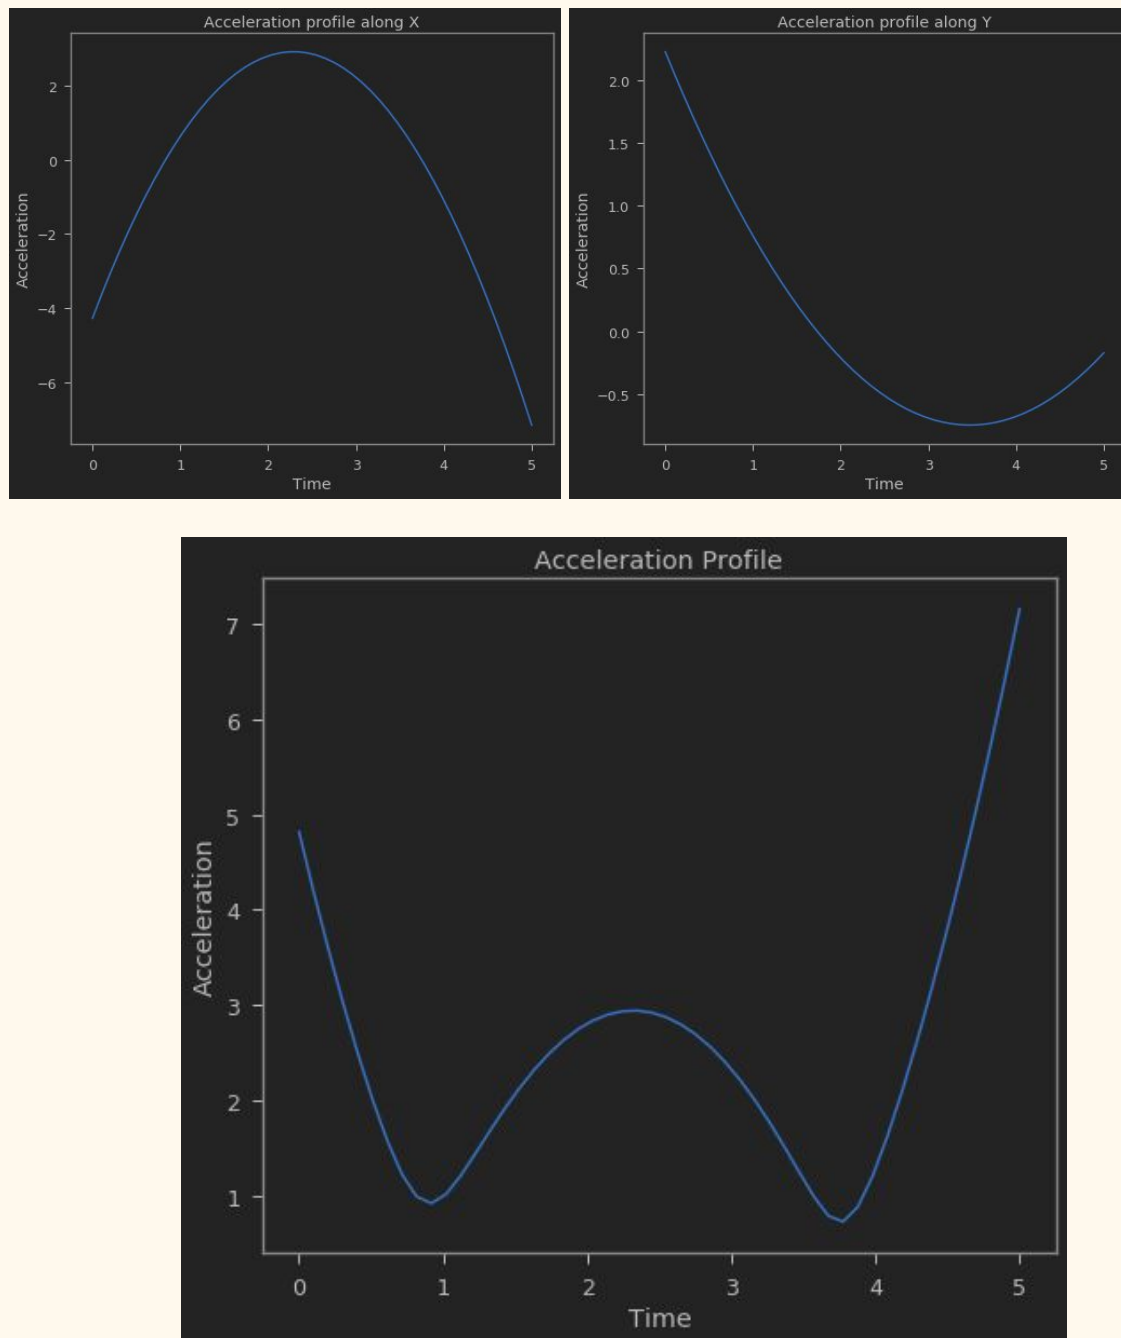 Acceleration profile along X
2
0
−2
−4
−6
Acceleration
0 1 2 3 4 5
Time
Acceleration profile along Y
2.0
1.5
1.0
0.5
0.0
−0.5
Acceleration
0 1 2 3 4 5
Time
Acceleration Profile
7
6
5
4
3
2
1
Acceleration
0 1 2 3 4 5
Time